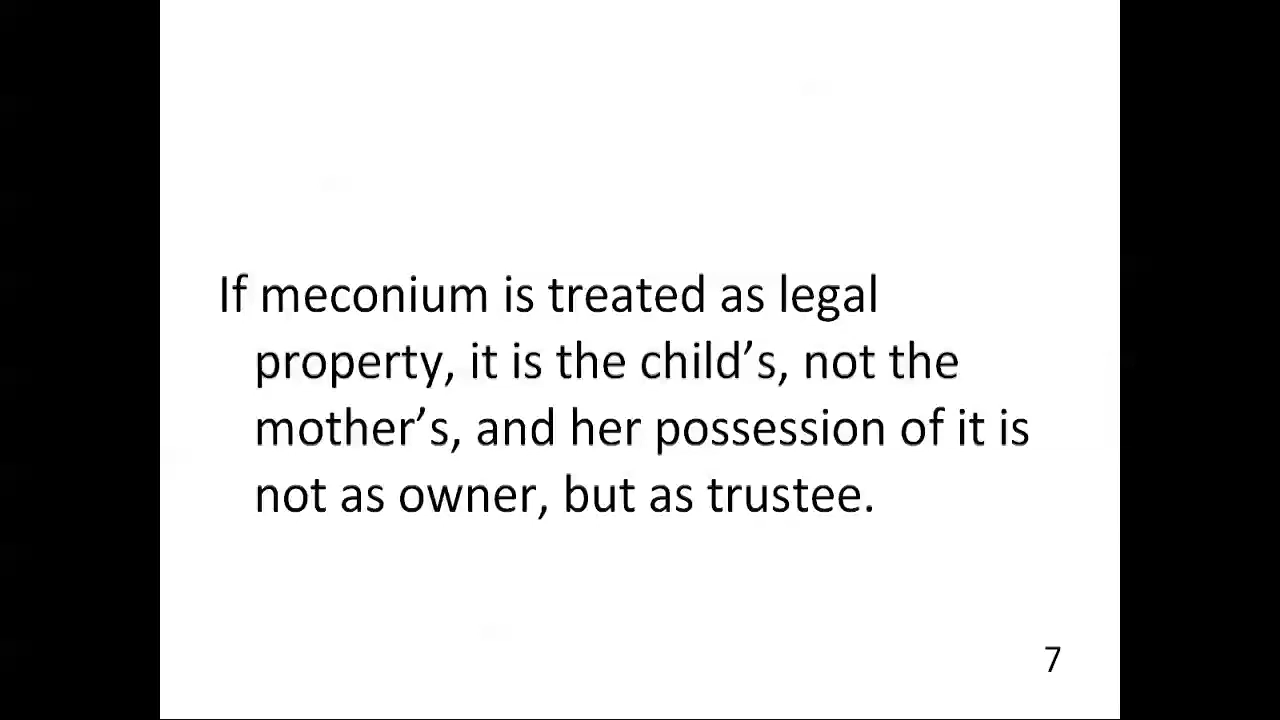 If meconium is treated as legal
property, it is the child’s, not the
mother’s, and her possession of it is
not as owner, but as trustee.
7